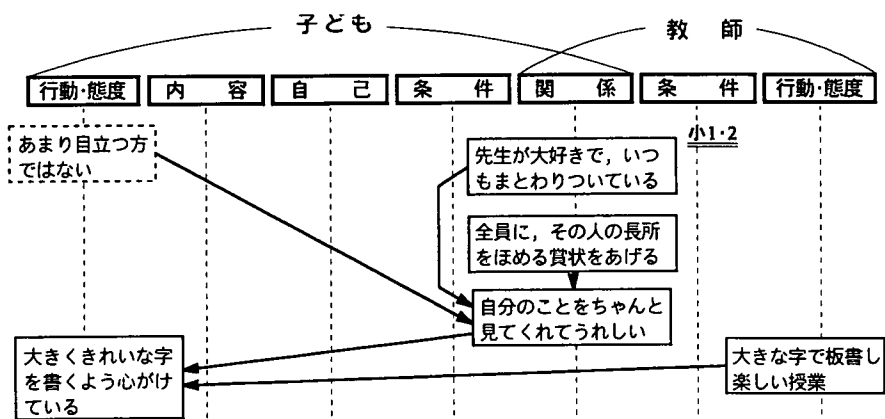 子ども
教師
行動・態度
内容
自己
条件
関係
条件
行動・態度
小1・2
あまり目立つ方
ではない
先生が大好きで，いつ
もまとわりついている
全員に，その人の長所
をほめる賞状をあげる
自分のことをちゃんと
見てくれてうれしい
大きくきれいな字
を書くよう心がけ
ている
大きな字で板書し
楽しい授業